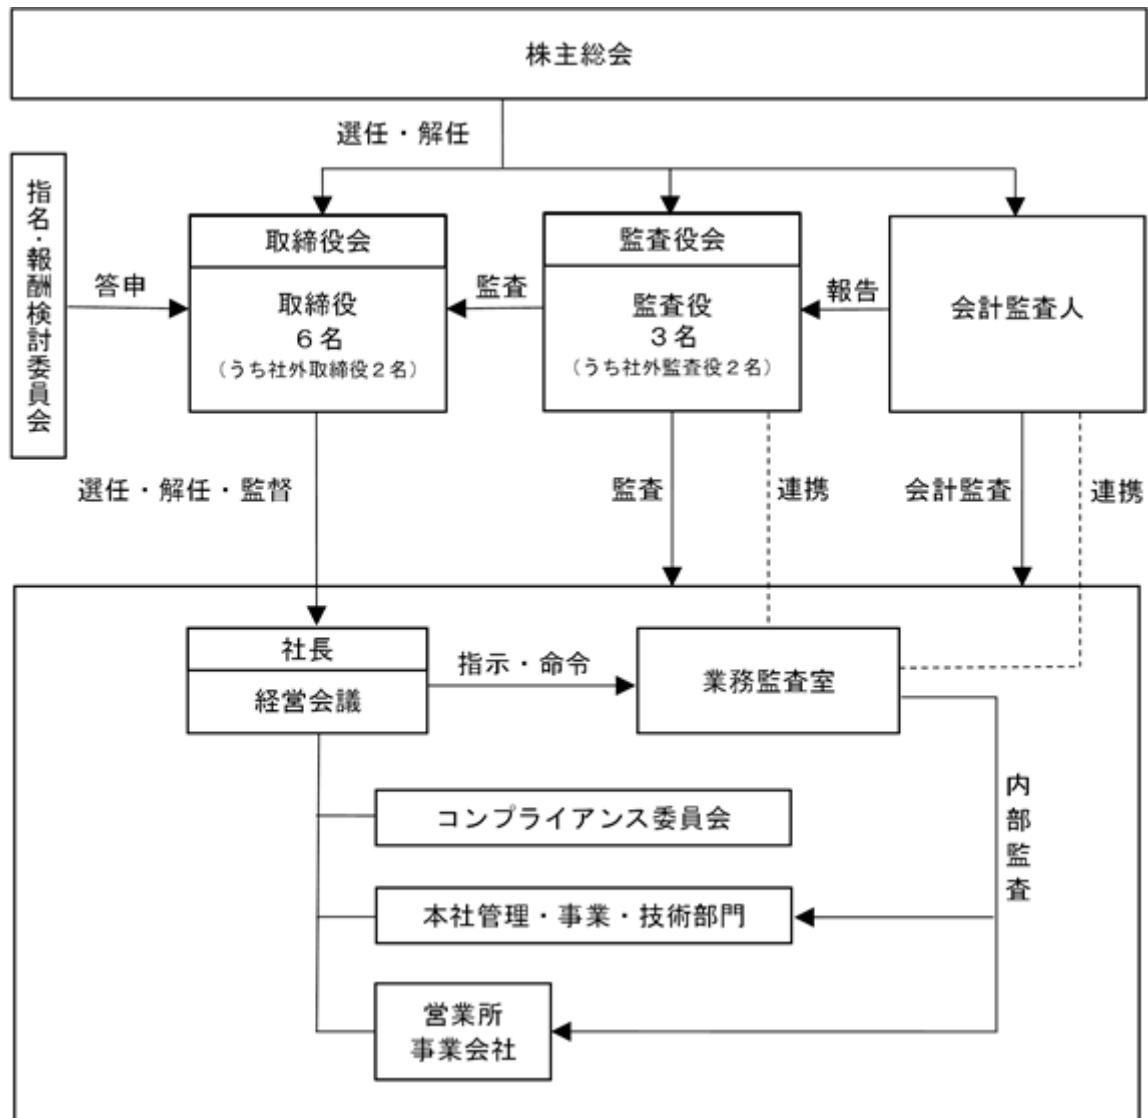 株主総会
選任・解任
指名・報酬検討委員会
答申
取締役会
取締役
６名
（うち社外取締役２名）
監査
監査役会
監査役
３名
（うち社外監査役２名）
報告
会計監査人
選任・解任・監督
監査
連携
会計監査
連携
社長
経営会議
指示・命令
業務監査室
内部監査
コンプライアンス委員会
本社管理・事業・技術部門
営業所
事業会社